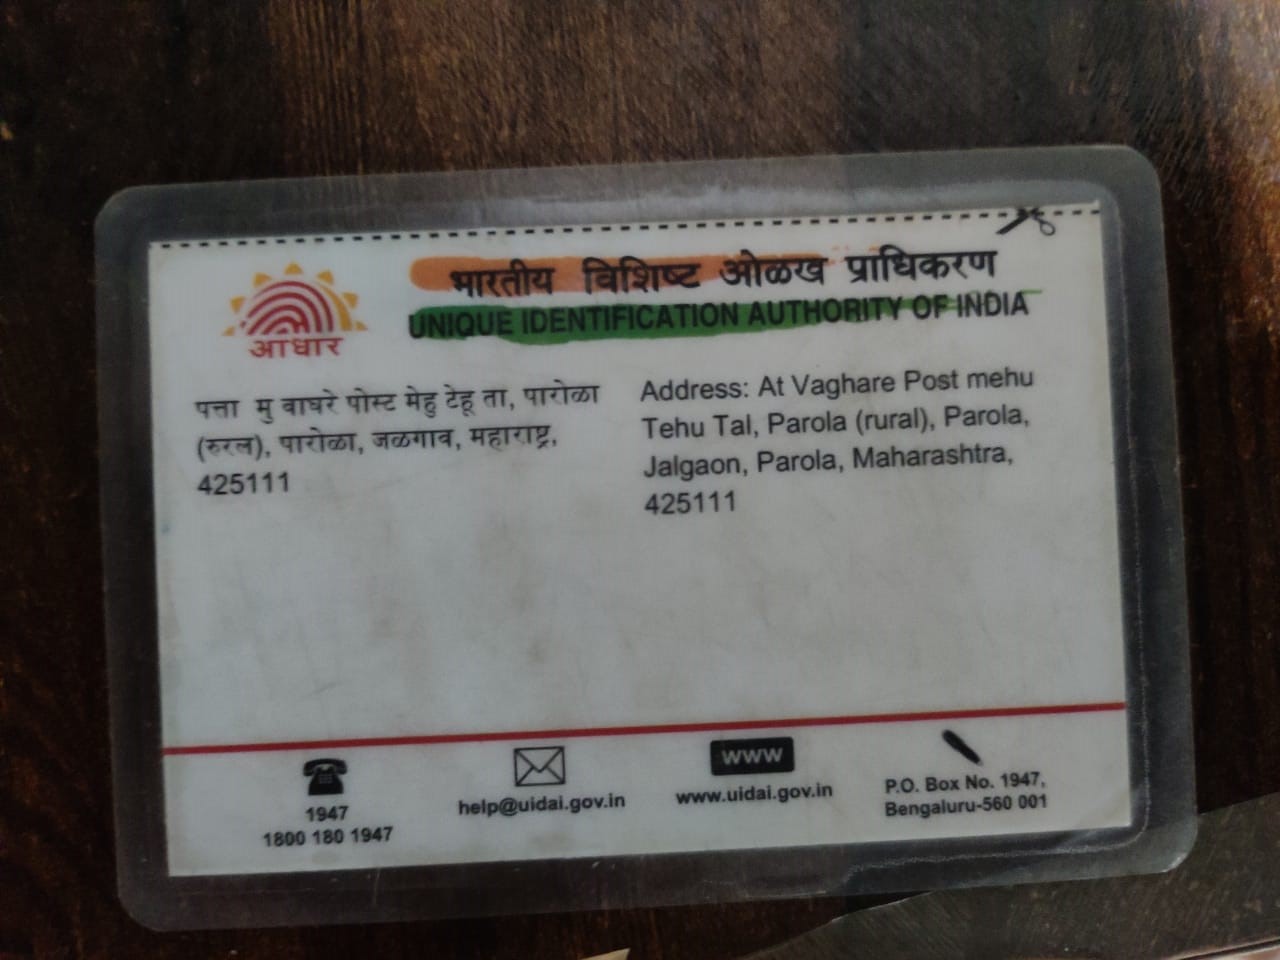 भारतीय विशिष्ट ओळख प्राधिकरण
UNIQUE IDENTIFICATION AUTHORITY OF INDIA
आधार
पत्ता मु वाघरे पोस्ट मेहु टेहू ता, पारोळा
(रुरल), पारोळा, जळगाव, महाराष्ट्र,
425111
Address: At Vaghare Post mehu
Tehu Tal, Parola (rural), Parola,
Jalgaon, Parola, Maharashtra,
425111
1947
1800 180 1947
help@uidai.gov.in
www
www.uidai.gov.in
P.O. Box No. 1947,
Bengaluru-560 001